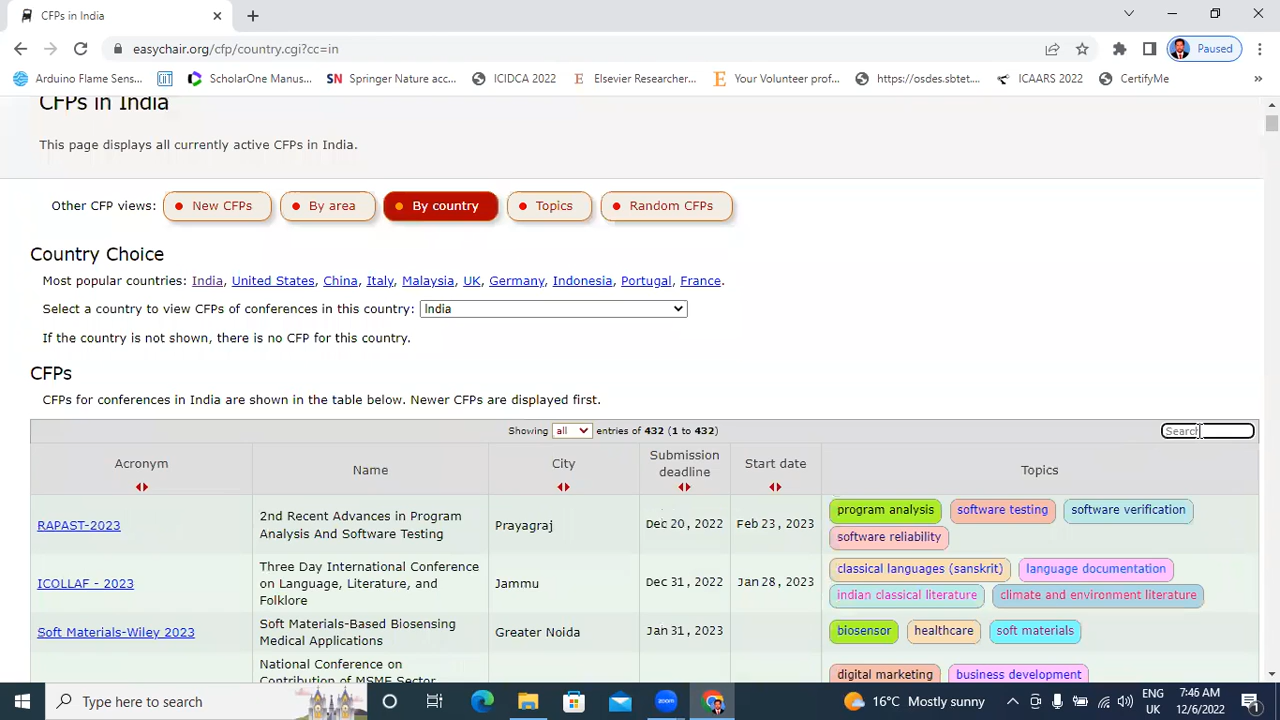 CFPs in India
easychair.org/cfp/country.cgi?cc=in
Paused
Arduino Flame Sens...
ScholarOne Manus...
SN Springer Nature acc...
ICIDCA 2022
E Elsevier Researcher...
E Your Volunteer prof...
https://osdes.sbtet....
ICAARS 2022
CertifyMe
»
CFPs in India
This page displays all currently active CFPs in India.
Other CFP views: New CFPs By area By country Topics Random CFPs
Country Choice
Most popular countries: India, United States, China, Italy, Malaysia, UK, Germany, Indonesia, Portugal, France.
Select a country to view CFPs of conferences in this country: India
If the country is not shown, there is no CFP for this country.
CFPs
CFPs for conferences in India are shown in the table below. Newer CFPs are displayed first.
Showing all entries of 432 (1 to 432) Search
Acronym
Name
City
Submission
deadline
Start date
Topics
RAPAST-2023
2nd Recent Advances in Program
Analysis And Software Testing
Prayagraj
Dec 20, 2022
Feb 23, 2023
program analysis software testing software verification
software reliability
ICOLLAF - 2023
Three Day International Conference
on Language, Literature, and
Folklore
Jammu
Dec 31, 2022
Jan 28, 2023
classical languages (sanskrit) language documentation
indian classical literature climate and environment literature
Soft Materials-Wiley 2023
Soft Materials-Based Biosensing
Medical Applications
Greater Noida
Jan 31, 2023
biosensor healthcare soft materials
National Conference on
Contribution of MSME Sector
digital marketing business development
Type here to search
zoom
16°C Mostly sunny
ENG
UK
7:46 AM
12/6/2022
1